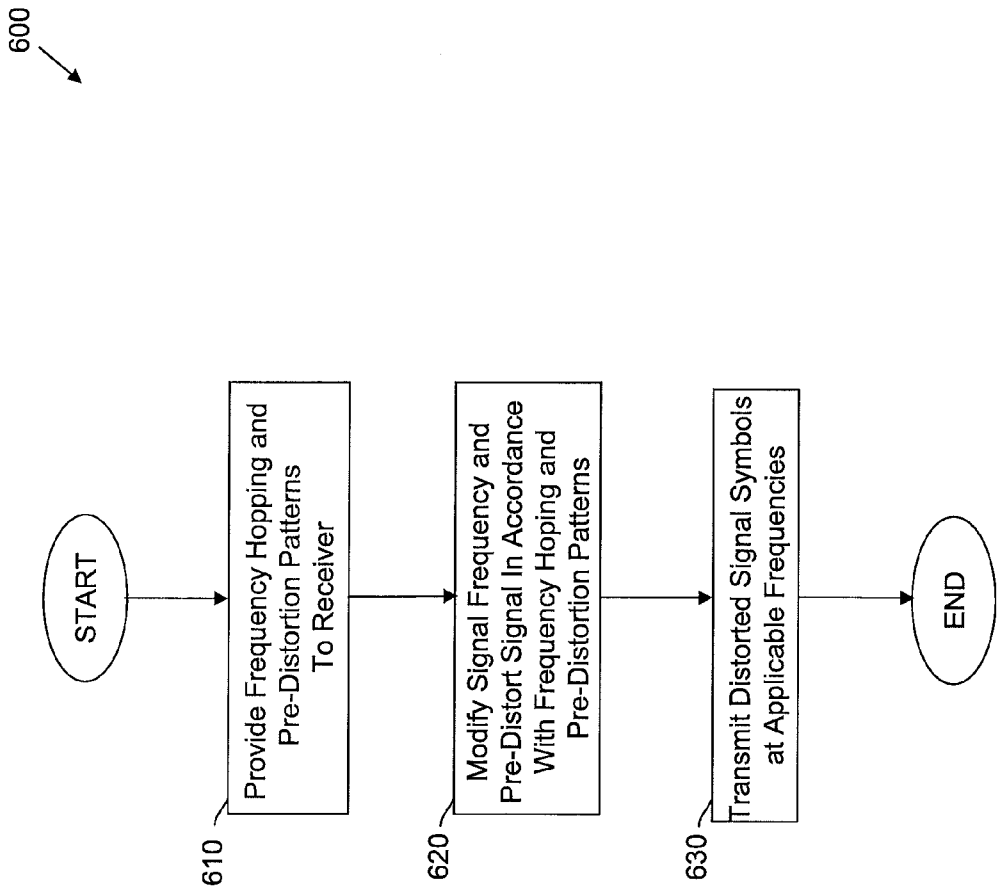 600
START
610
Provide Frequency Hopping and
Pre-Distortion Patterns
To Receiver
620
Modify Signal Frequency and
Pre-Distort Signal In Accordance
With Frequency Hoping and
Pre-Distortion Patterns
630
Transmit Distorted Signal Symbols
at Applicable Frequencies
END